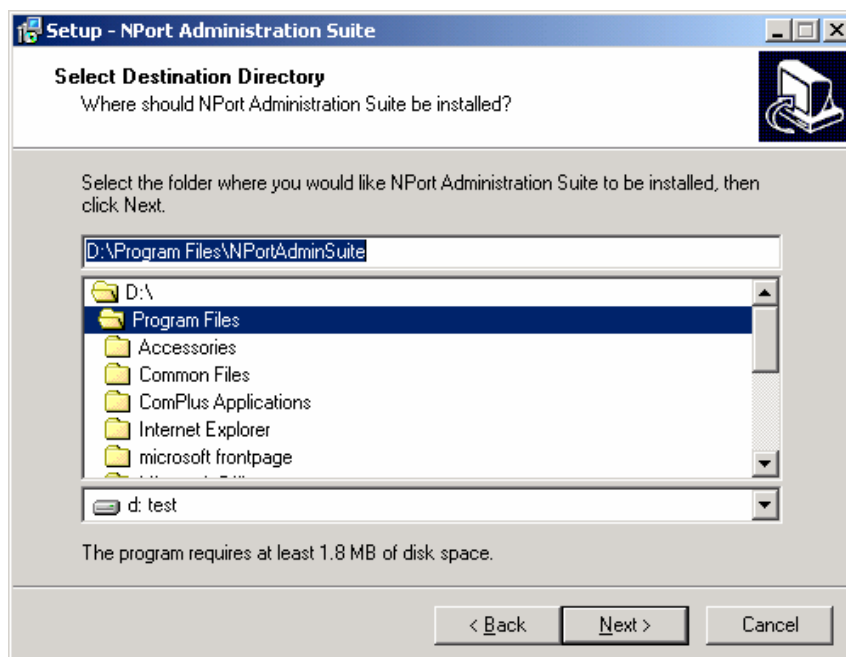 Setup - NPort Administration Suite
Select Destination Directory
Where should NPort Administration Suite be installed?
Select the folder where you would like NPort Administration Suite to be installed, then
click Next.
D:\Program Files\NPortAdminSuite
D:\
Program Files
Accessories
Common Files
ComPlus Applications
Internet Explorer
microsoft frontpage
d: test
The program requires at least 1.8 MB of disk space.
< Back Next > Cancel